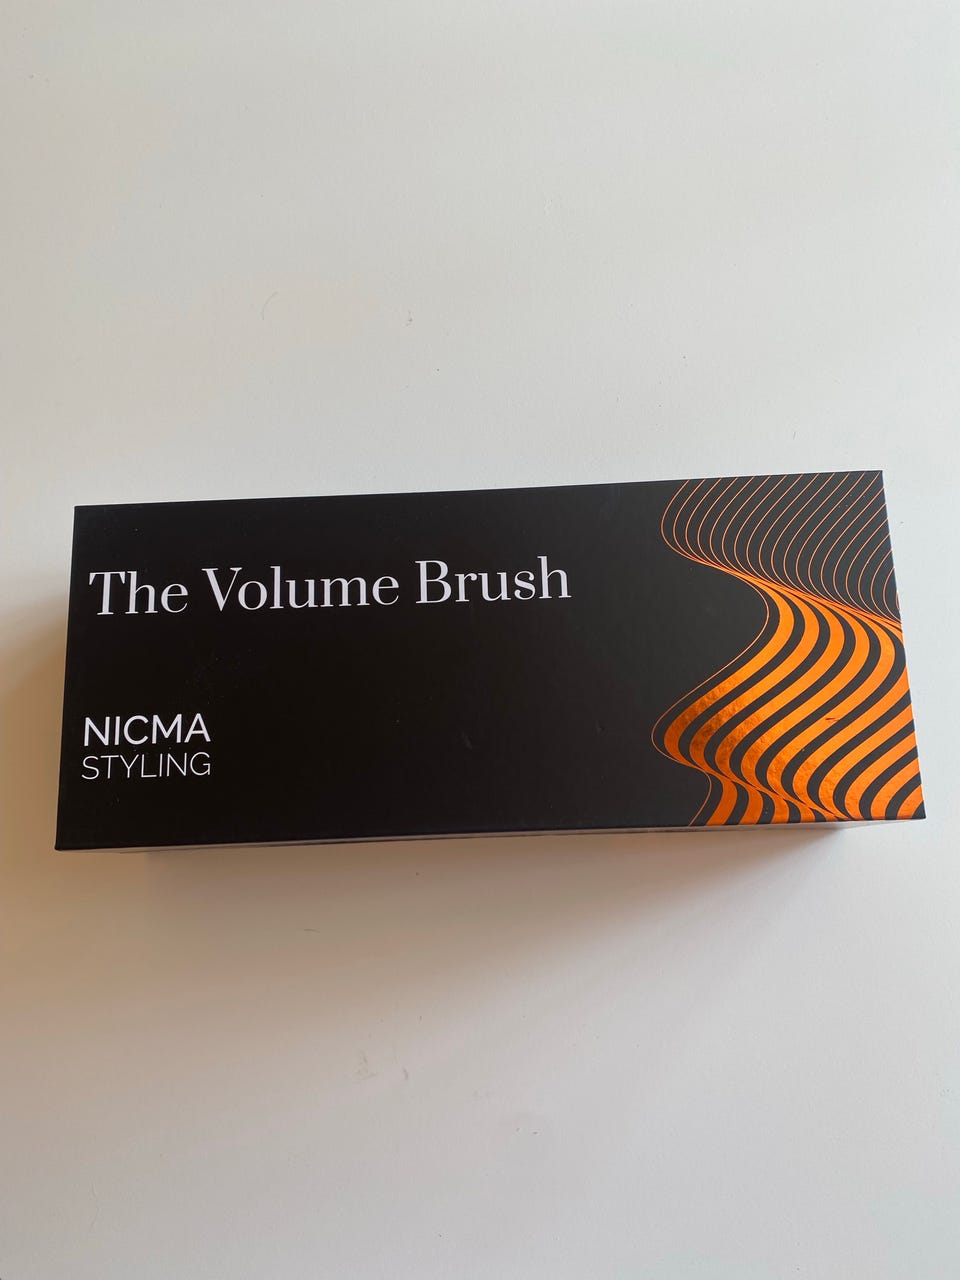 The Volume Brush
NICMA
STYLING